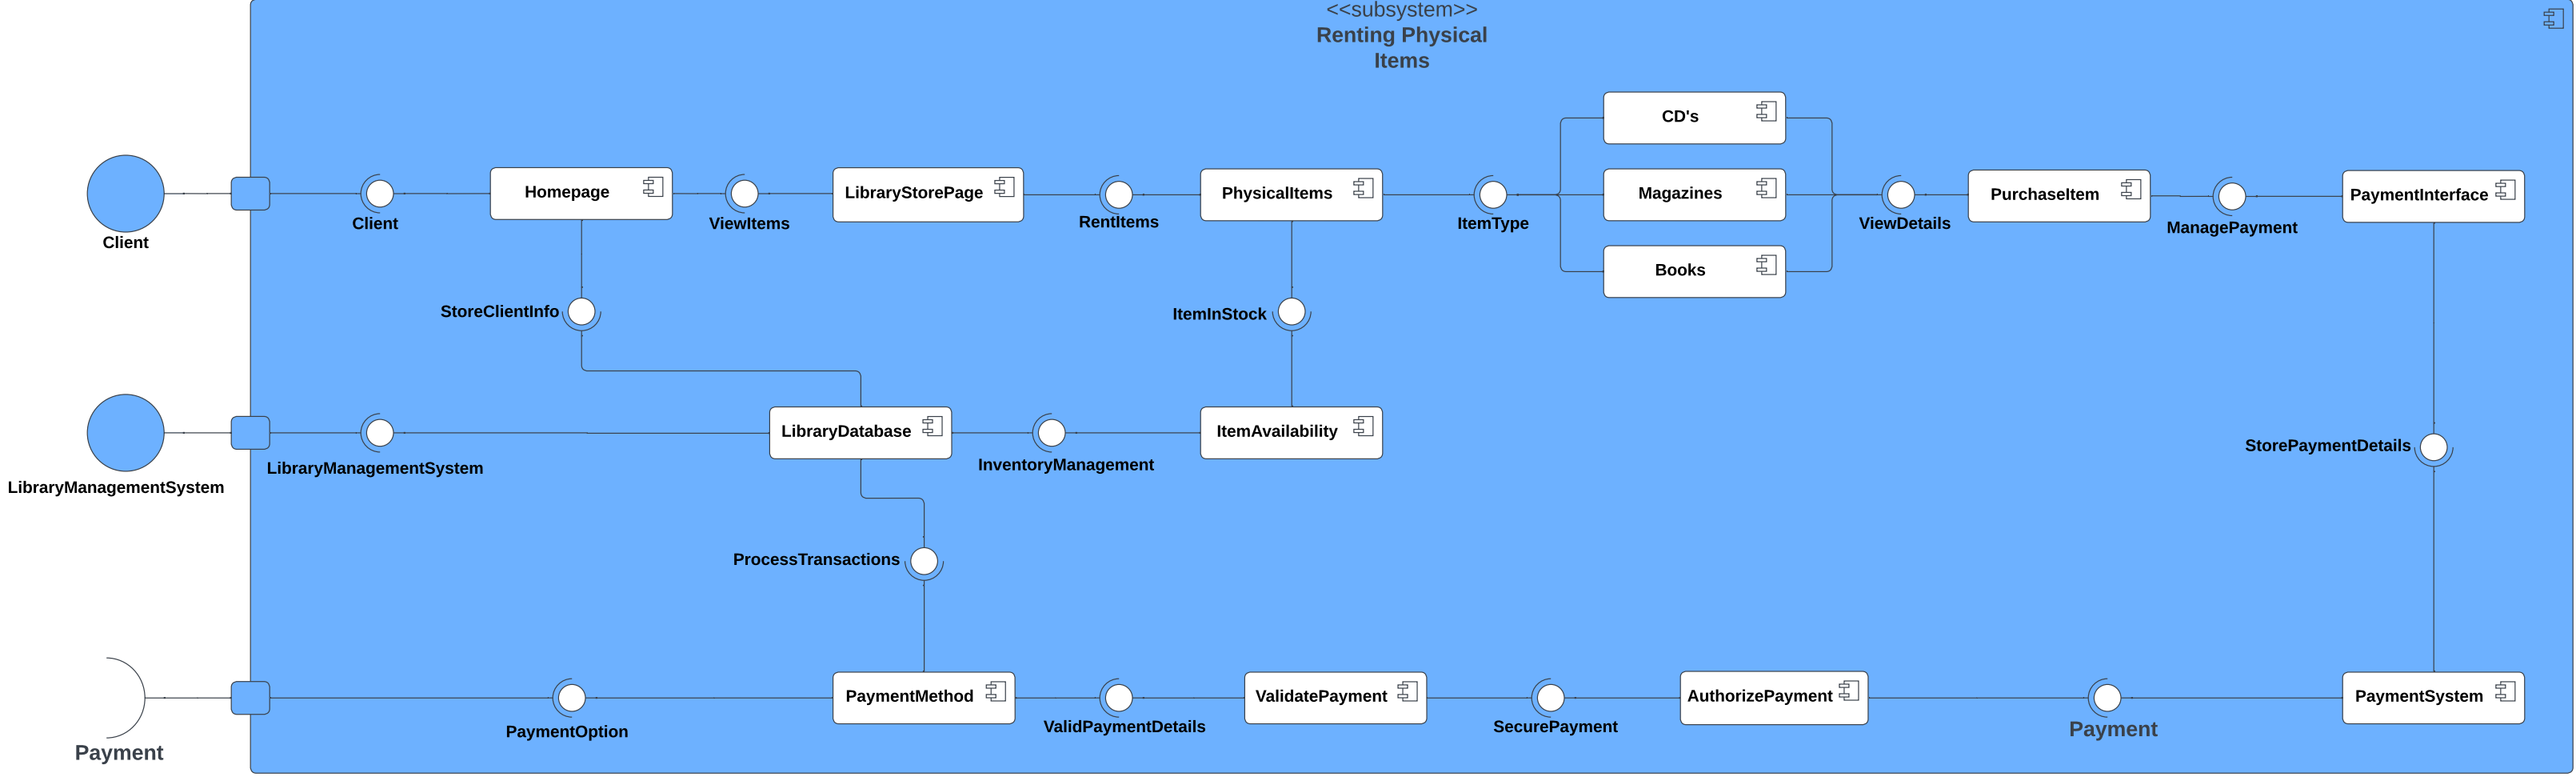 <<subsystem>>
Renting Physical
Items
CD's
Homepage
LibraryStorePage
PhysicalItems
Magazines
PurchaseItem
PaymentInterface
Client
Client
ViewItems
RentItems
ItemType
ViewDetails
ManagePayment
Books
StoreClientInfo
ItemInStock
LibraryDatabase
ItemAvailability
StorePaymentDetails
LibraryManagementSystem
LibraryManagementSystem
InventoryManagement
ProcessTransactions
PaymentMethod
ValidatePayment
AuthorizePayment
PaymentSystem
Payment
PaymentOption
ValidPaymentDetails
SecurePayment
Payment